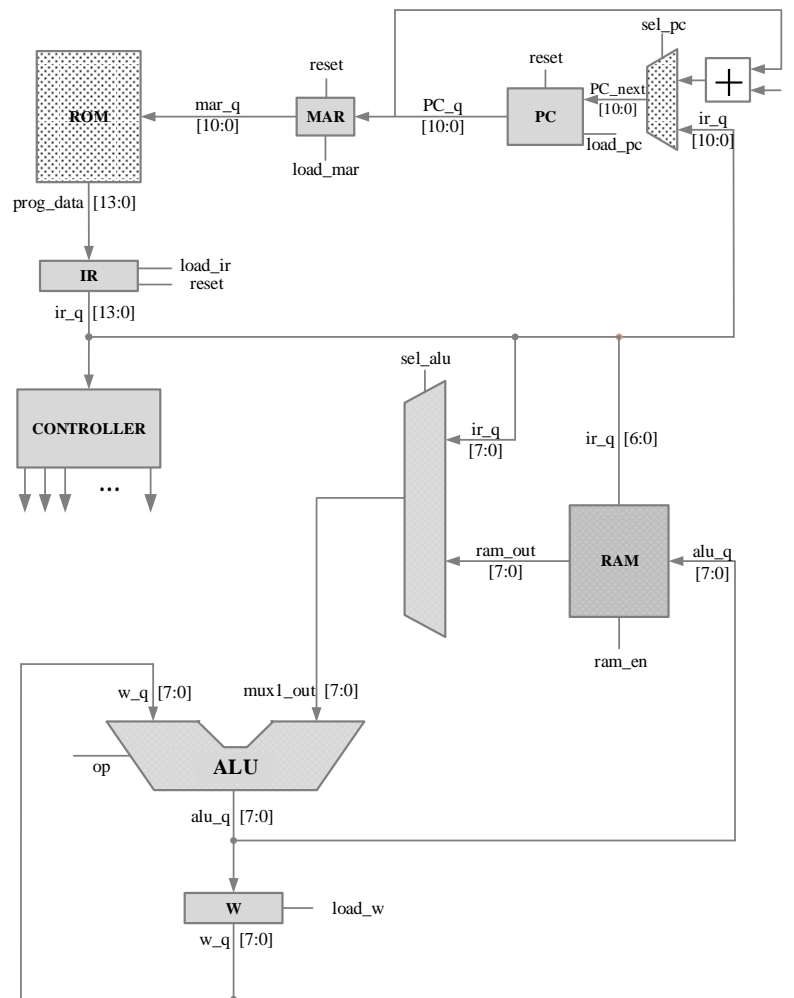 sel_pc
reset
reset
ROM
mar_q
[10:0]
MAR
PC_q
[10:0]
PC
PC_next
[10:0]
+
ir_q
[10:0]
load_pc
load_mar
prog_data [13:0]
IR
load_ir
reset
ir_q [13:0]
CONTROLLER
...
sel_alu
ir_q
[7:0]
ir_q [6:0]
ram_out
[7:0]
RAM
alu_q
[7:0]
ram_en
w_q [7:0]
mux1_out [7:0]
op
ALU
alu_q [7:0]
W
load_w
w_q [7:0]